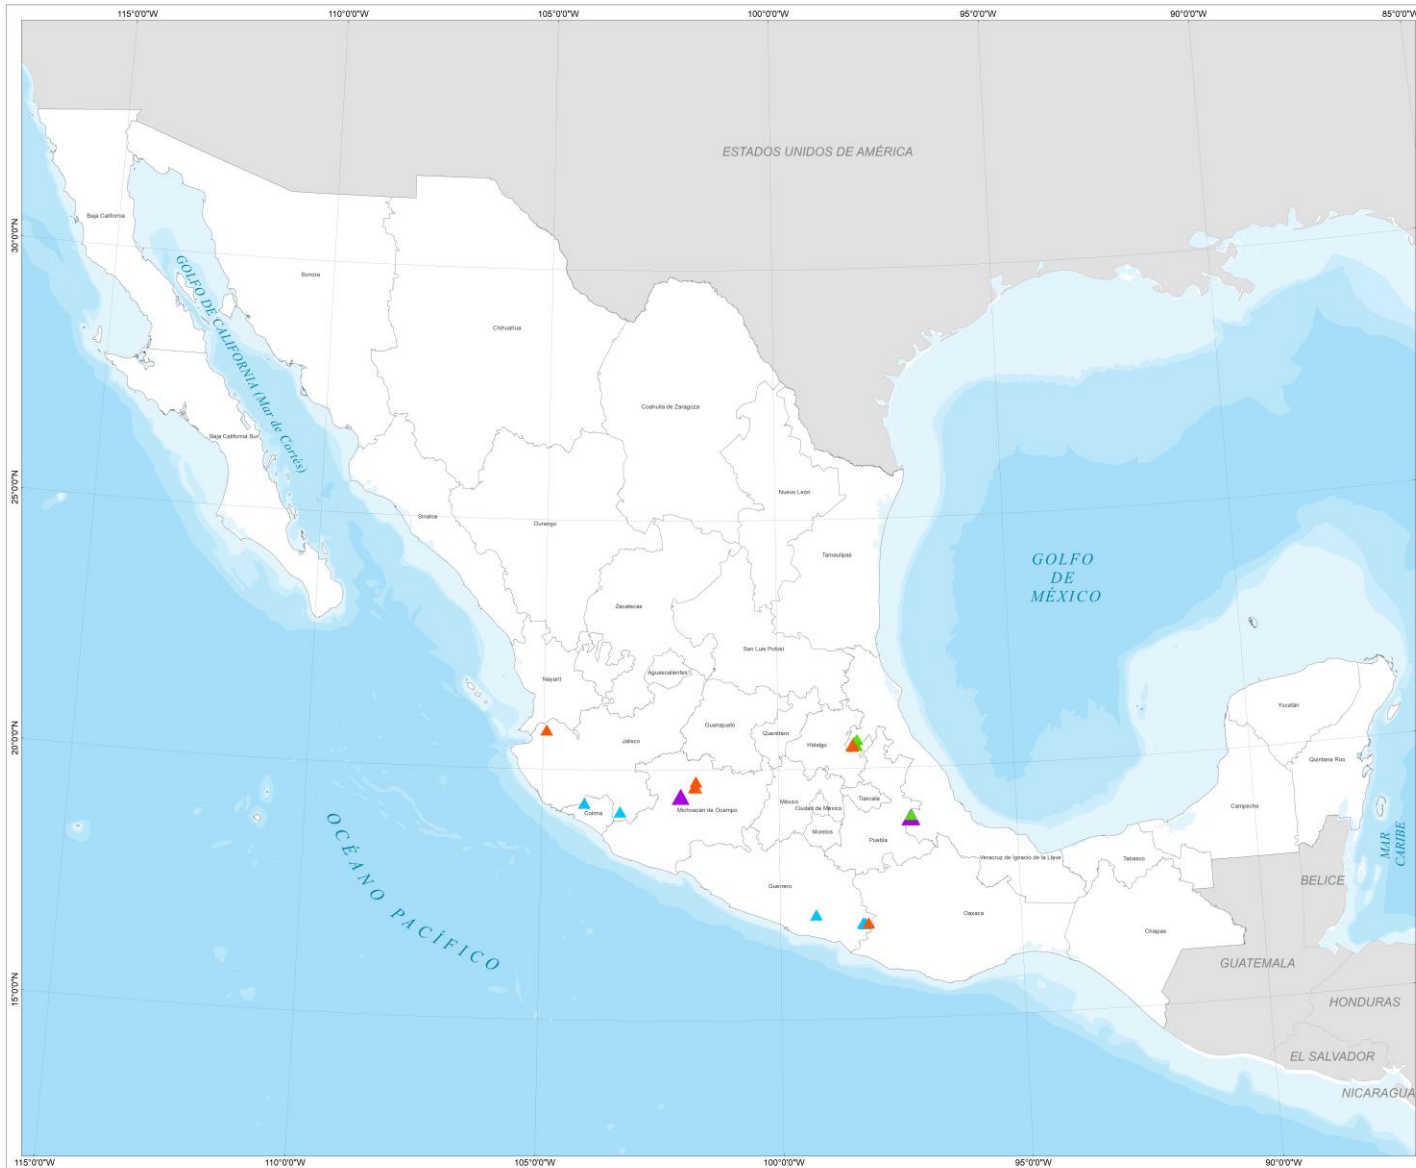 115°0'0"W
110°0'0"W
105°0'0"W
100°0'0"W
95°0'0"W
90°0'0"W
85°0'0"W
ESTADOS UNIDOS DE AMÉRICA
30°0'0"N
Baja California
GOLFO DE CALIFORNIA (Mar de Cortés)
Sonora
Chihuahua
Coahuila de Zaragoza
Baja California Sur
25°0'0"N
Nuevo León
Sinaloa
Durango
Tamaulipas
GOLFO
DE
MÉXICO
Zacatecas
San Luis Potosí
Aguascalientes
Nayarit
Yucatán
Guanajuato
Querétaro
Jalisco
Hidalgo
20°0'0"N
Quintana Roo
México
Tlaxcala
Ciudad de México
Michoacán de Ocampo
Colima
Campeche
Morelos
Puebla
MAR
CARIBE
Veracruz de Ignacio de la Llave
Tabasco
BELICE
Guerrero
Oaxaca
Chiapas
OCÉANO PACÍFICO
GUATEMALA
15°0'0"N
HONDURAS
EL SALVADOR
NICARAGUA
115°0'0"W
110°0'0"W
105°0'0"W
100°0'0"W
95°0'0"W
90°0'0"W